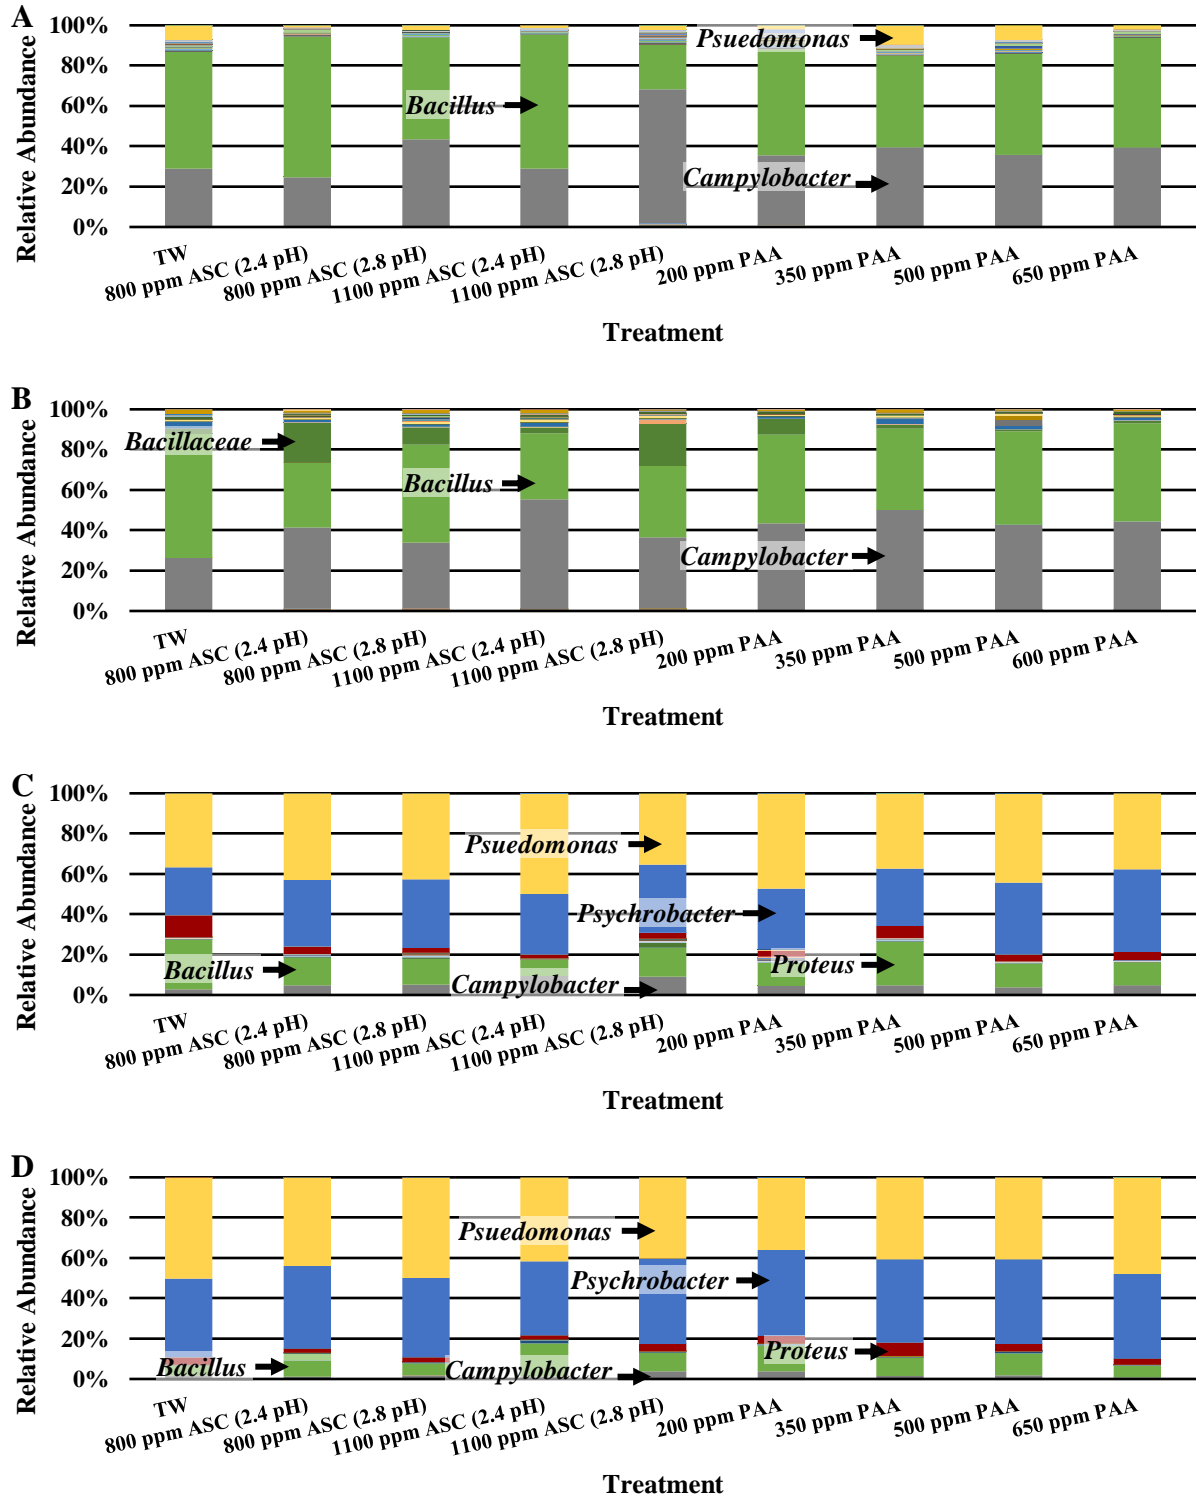 A
Relative Abundance
100%
80%
60%
40%
20%
0%
Psuedomonas
Bacillus
Campylobacter
TW
800 ppm ASC (2.4 pH)
800 ppm ASC (2.8 pH)
1100 ppm ASC (2.4 pH)
1100 ppm ASC (2.8 pH)
200 ppm PAA
350 ppm PAA
500 ppm PAA
650 ppm PAA
Treatment
B
Relative Abundance
100%
80%
60%
40%
20%
0%
Bacillaceae
Bacillus
Campylobacter
TW
800 ppm ASC (2.4 pH)
800 ppm ASC (2.8 pH)
1100 ppm ASC (2.4 pH)
1100 ppm ASC (2.8 pH)
200 ppm PAA
350 ppm PAA
500 ppm PAA
600 ppm PAA
Treatment
C
Relative Abundance
100%
80%
60%
40%
20%
0%
Psuedomonas
Psychrobacter
Bacillus
Proteus
Campylobacter
TW
800 ppm ASC (2.4 pH)
800 ppm ASC (2.8 pH)
1100 ppm ASC (2.4 pH)
1100 ppm ASC (2.8 pH)
200 ppm PAA
350 ppm PAA
500 ppm PAA
650 ppm PAA
Treatment
D
Relative Abundance
100%
80%
60%
40%
20%
0%
Psuedomonas
Psychrobacter
Proteus
Bacillus
Campylobacter
TW
800 ppm ASC (2.4 pH)
800 ppm ASC (2.8 pH)
1100 ppm ASC (2.4 pH)
1100 ppm ASC (2.8 pH)
200 ppm PAA
350 ppm PAA
500 ppm PAA
650 ppm PAA
Treatment